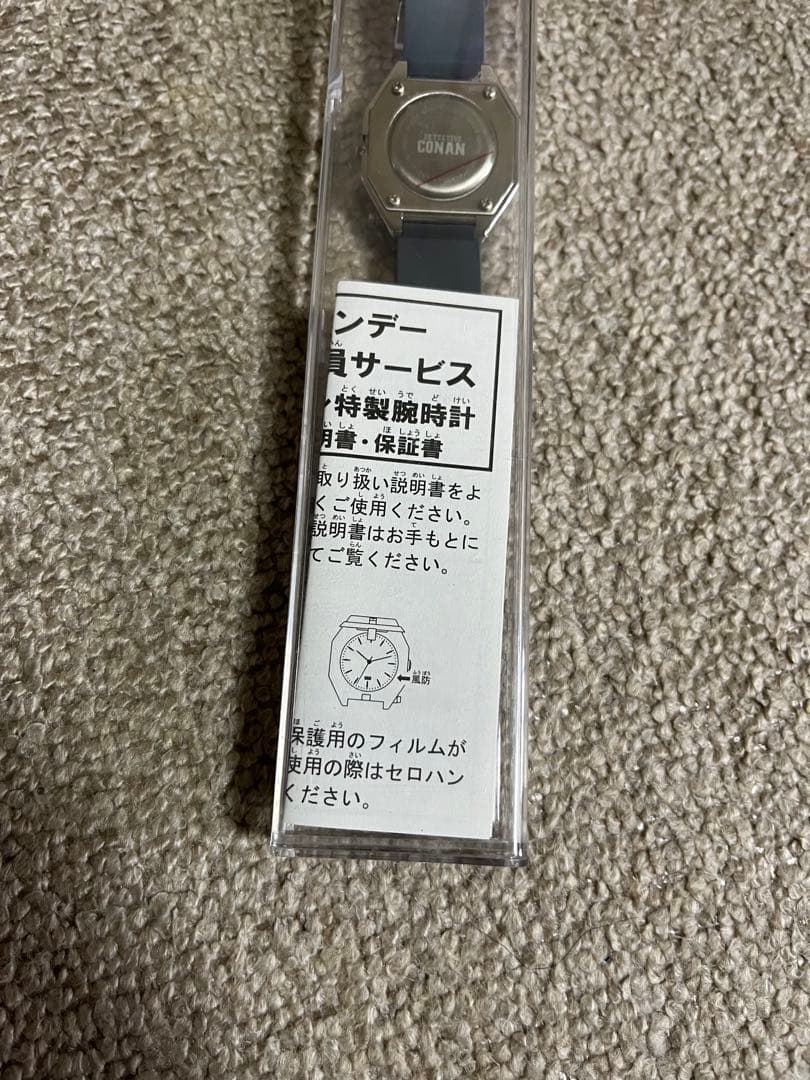 DETECTIVE
CONAN
ンデー
員サービス
特製腕時計
明書・保証書
取り扱い説明書をよ
くご使用ください。
説明書はお手もとに
てご覧ください。
風防
保護用のフィルムが
使用の際はセロハン
ください。